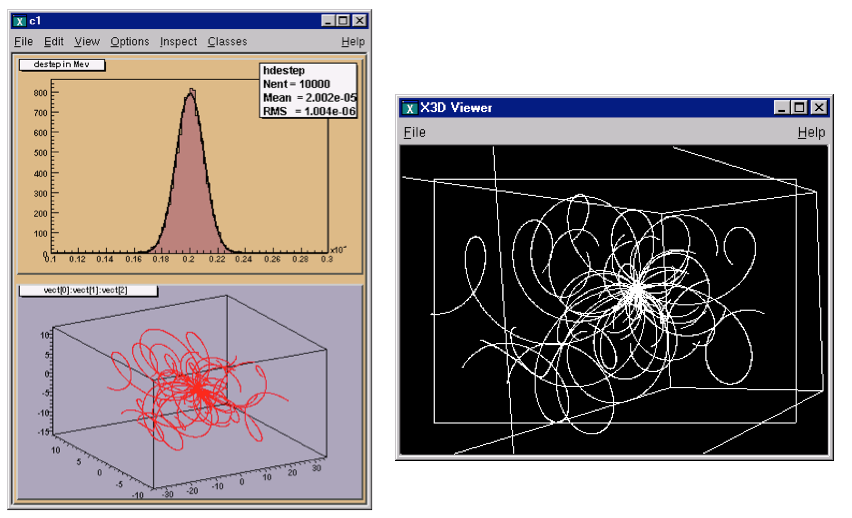 c1
File Edit View Options Inspect Classes Help
destep in Mev
hdestep
Nent = 10000
Mean = 2.002e-05
RMS = 1.004e-06
800
700
600
500
400
300
200
100
0
0.1 0.12 0.14 0.16 0.18 0.2 0.22 0.24 0.26 0.28 0.3
vect[0]:vect[1]:vect[2]
10
5
0
-5
-10
-15
10
5
0
-5
-10
-30
-20
-10
0
10
20
30
X3D Viewer
File Help